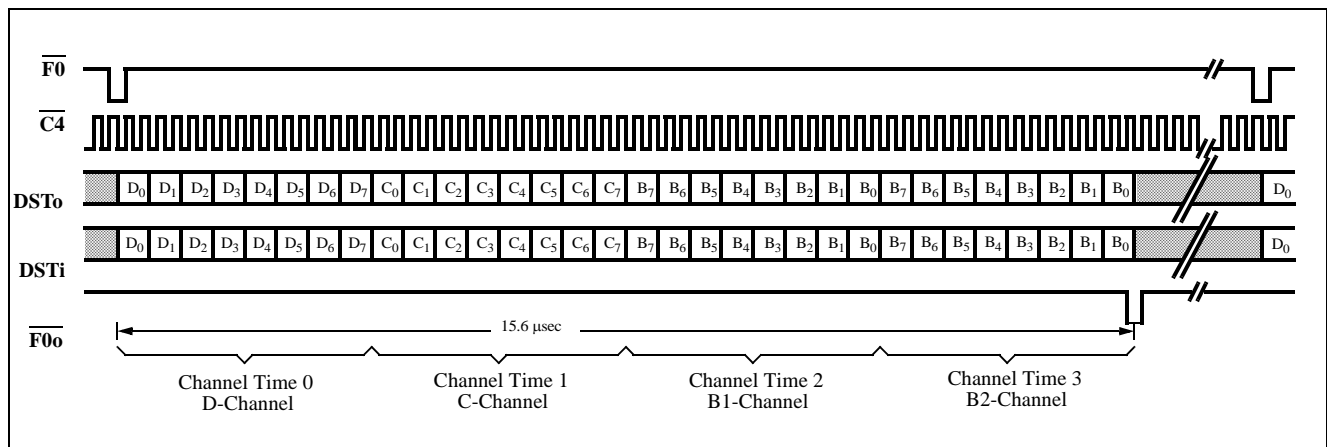 F0
C4
DSTo
D0 D1 D2 D3 D4 D5 D6 D7 C0 C1 C2 C3 C4 C5 C6 C7 B7 B6 B5 B4 B3 B2 B1 B0 B7 B6 B5 B4 B3 B2 B1 B0 D0
DSTi
D0 D1 D2 D3 D4 D5 D6 D7 C0 C1 C2 C3 C4 C5 C6 C7 B7 B6 B5 B4 B3 B2 B1 B0 B7 B6 B5 B4 B3 B2 B1 B0 D0
F0o
15.6 µsec
Channel Time 0
D-Channel
Channel Time 1
C-Channel
Channel Time 2
B1-Channel
Channel Time 3
B2-Channel